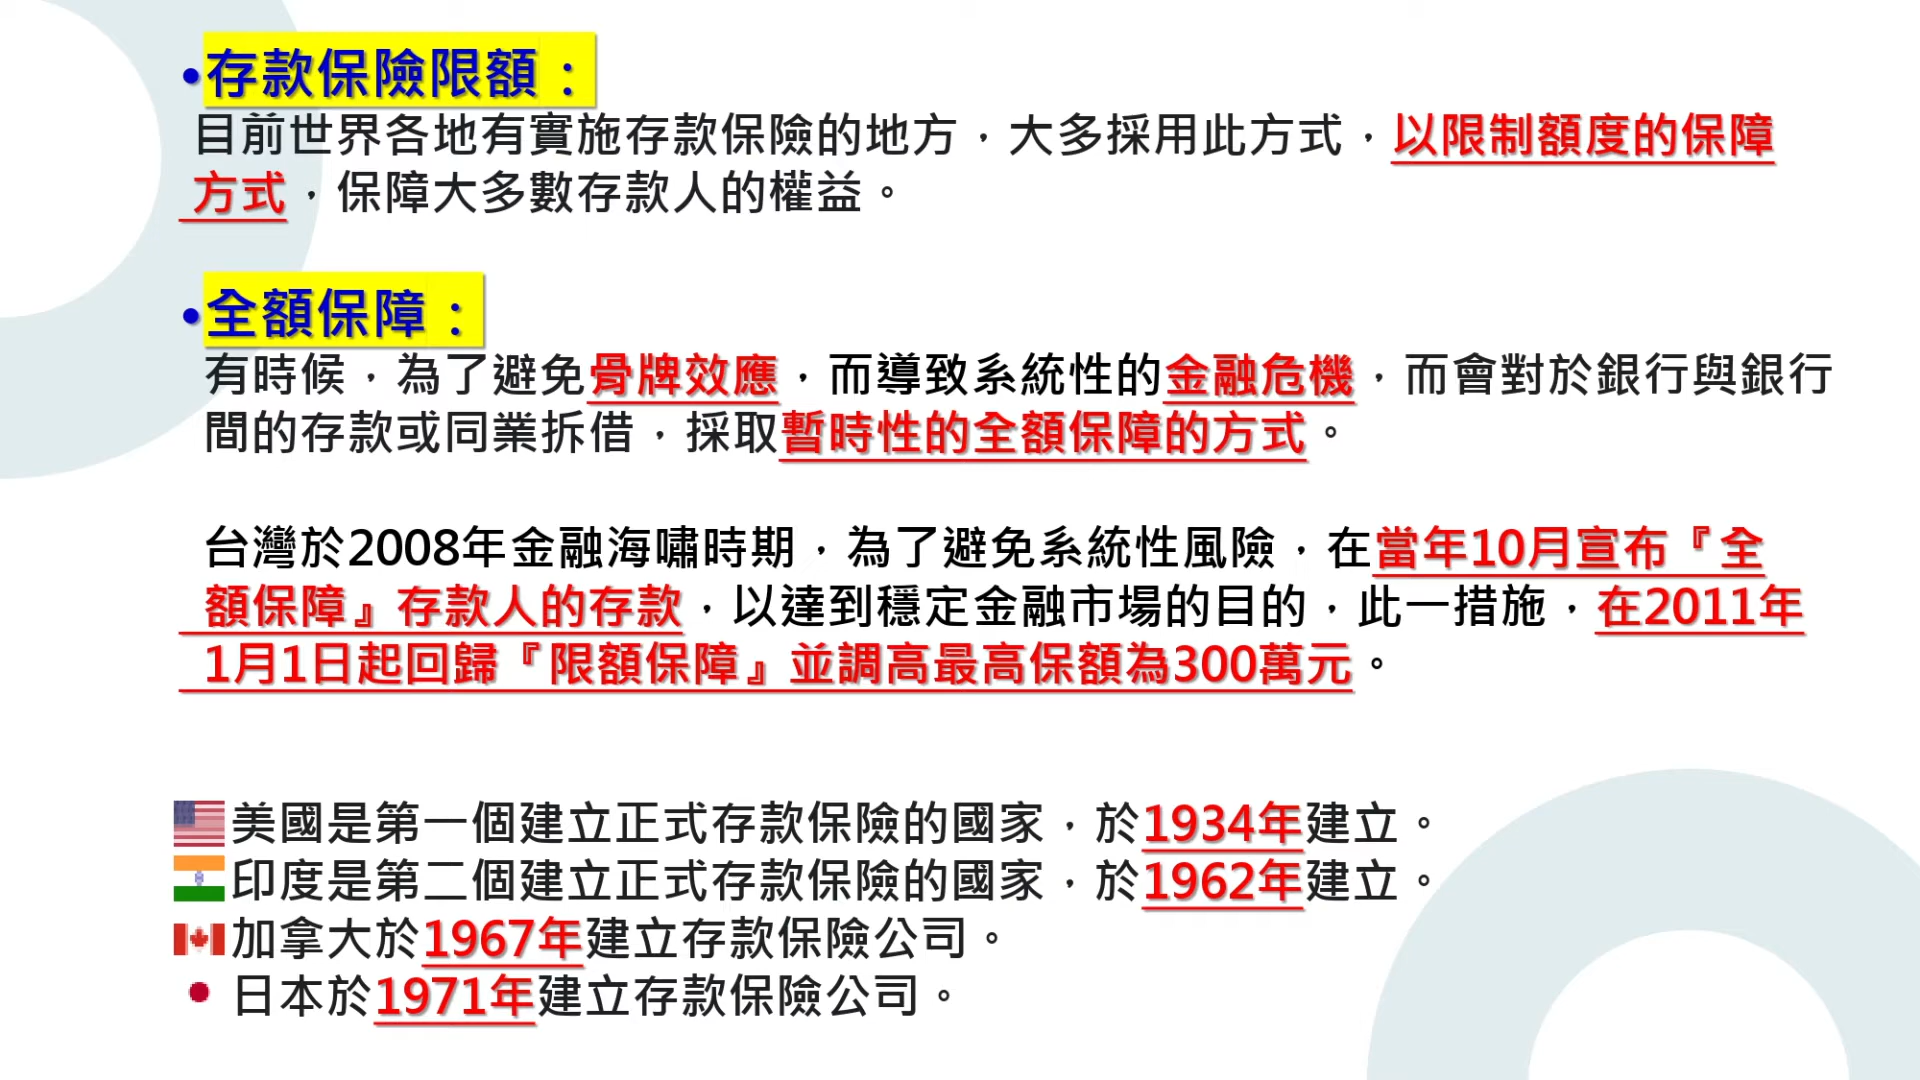 •存款保險限額：
目前世界各地有實施存款保險的地方，大多採用此方式，以限制額度的保障
方式，保障大多數存款人的權益。
•全額保障：
有時候，為了避免骨牌效應，而導致系統性的金融危機，而會對於銀行與銀行
間的存款或同業拆借，採取暫時性的全額保障的方式。
台灣於2008年金融海嘯時期，為了避免系統性風險，在當年10月宣布『全
額保障』存款人的存款，以達到穩定金融市場的目的，此一措施，在2011年
1月1日起回歸『限額保障』並調高最高保額為300萬元。
美國是第一個建立正式存款保險的國家，於1934年建立。
印度是第二個建立正式存款保險的國家，於1962年建立。
加拿大於1967年建立存款保險公司。
日本於1971年建立存款保險公司。